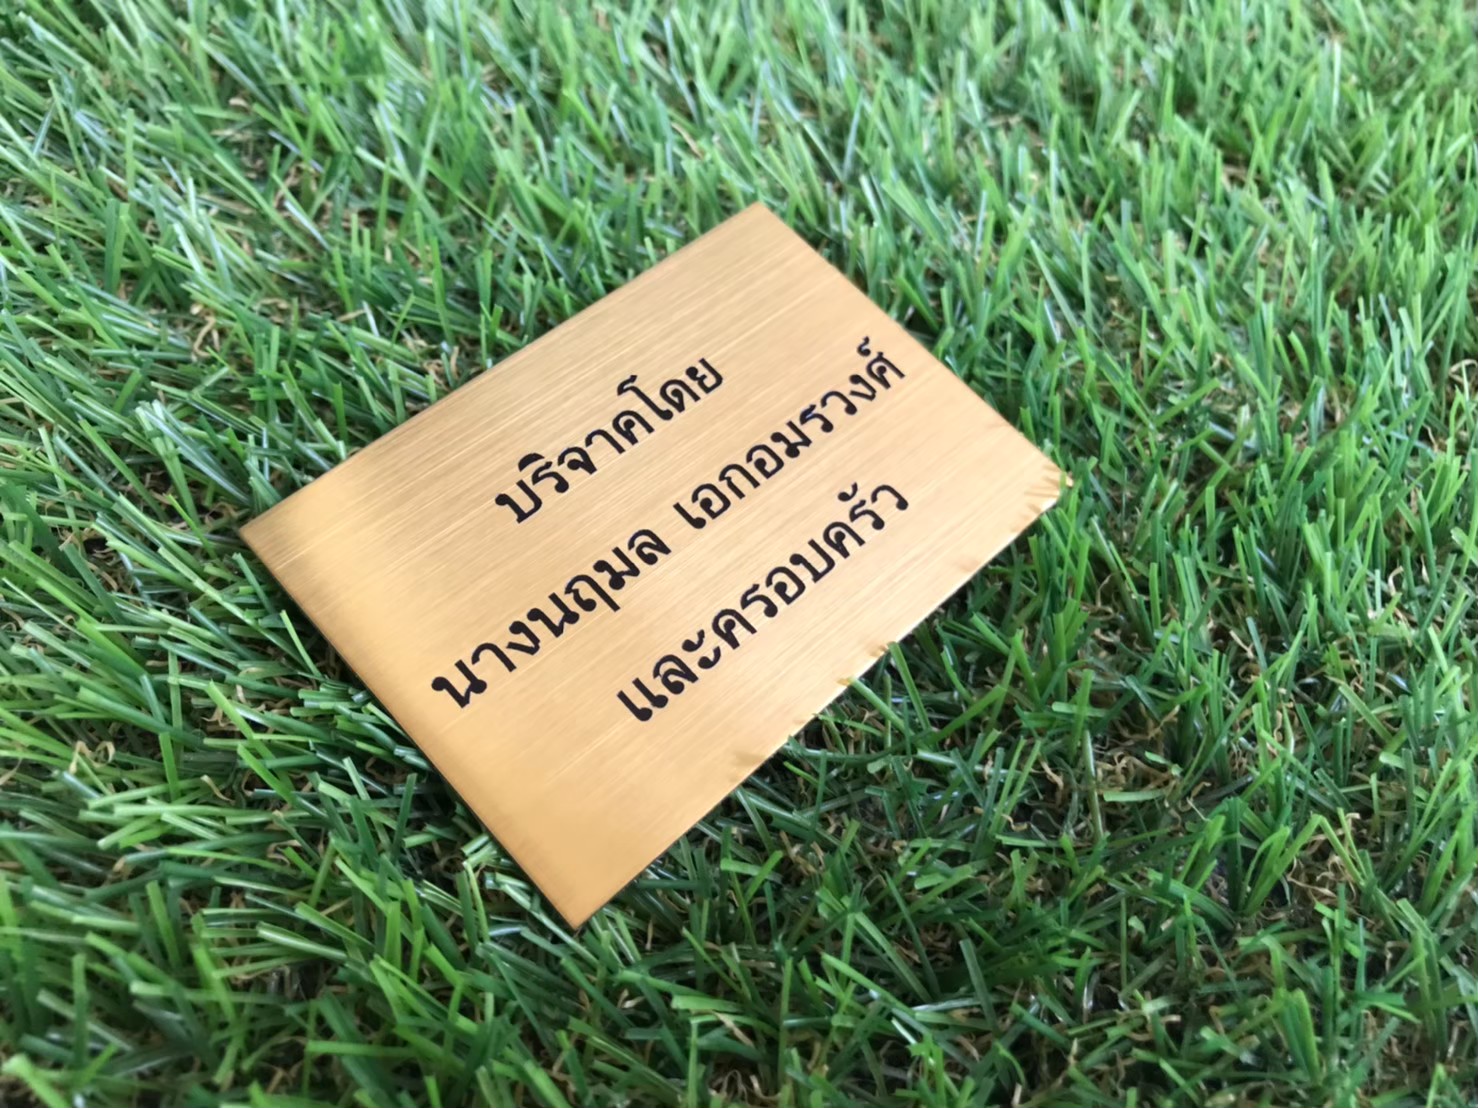 บริจาคโดย
นางนฤมล เอกอมรวงศ์
และครอบครัว